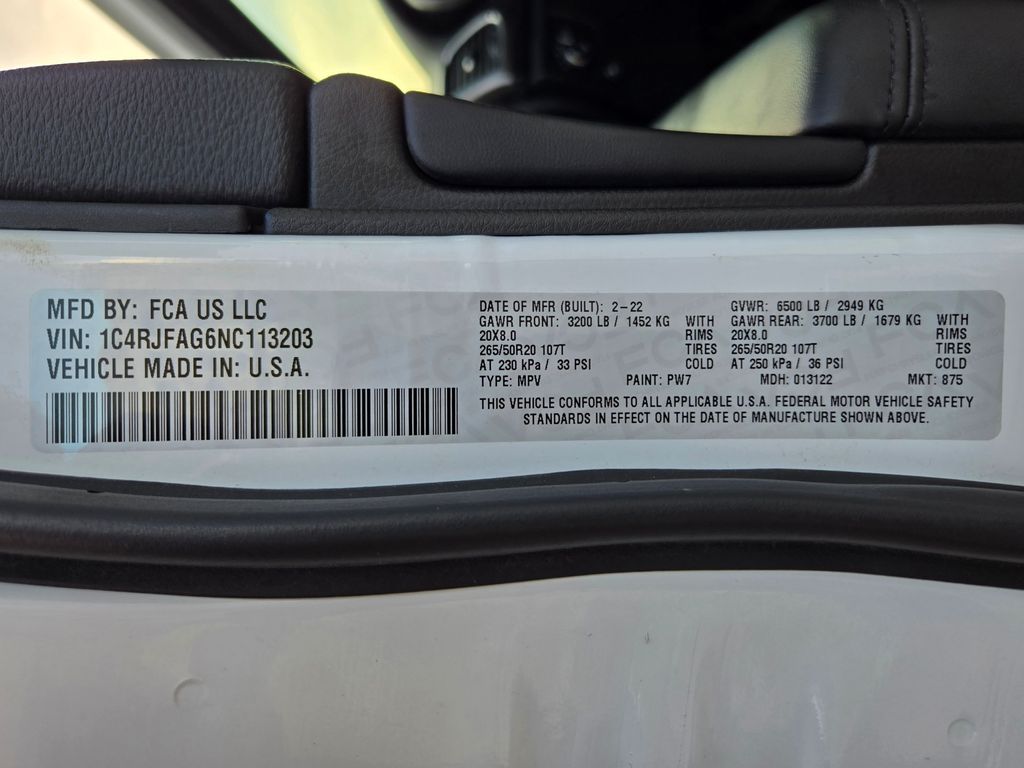 MFD BY: FCA US LLC
VIN: 1C4RJFAG6NC113203
VEHICLE MADE IN: U.S.A.
DATE OF MFR (BUILT): 2-22
GAWR FRONT: 3200 LB / 1452 KG WITH
20X8.0 RIMS
265/50R20 107T TIRES
AT 230 kPa / 33 PSI COLD
TYPE: MPV PAINT: PW7
GVWR: 6500 LB / 2949 KG
GAWR REAR: 3700 LB / 1679 KG WITH
20X8.0 RIMS
265/50R20 107T TIRES
AT 250 kPa / 36 PSI COLD
MDH: 013122 MKT: 875
THIS VEHICLE CONFORMS TO ALL APPLICABLE U.S.A. FEDERAL MOTOR VEHICLE SAFETY
STANDARDS IN EFFECT ON THE DATE OF MANUFACTURE SHOWN ABOVE.